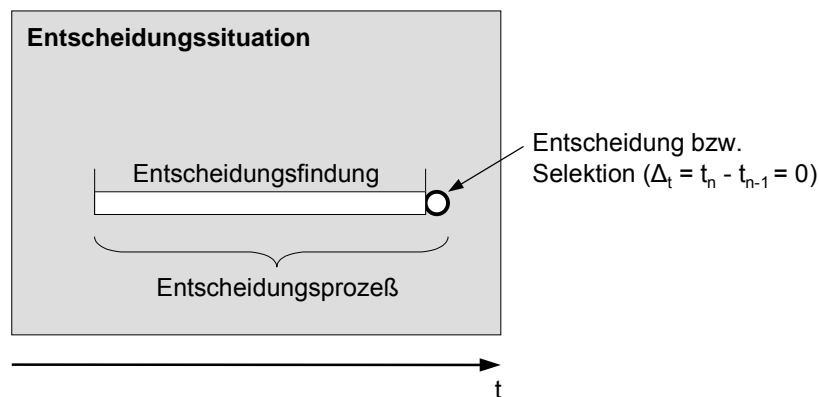 Entscheidungssituation
Entscheidung bzw.
Selektion (Δₜ = tₙ - tₙ₋₁ = 0)
Entscheidungsfindung
Entscheidungsprozeß
t